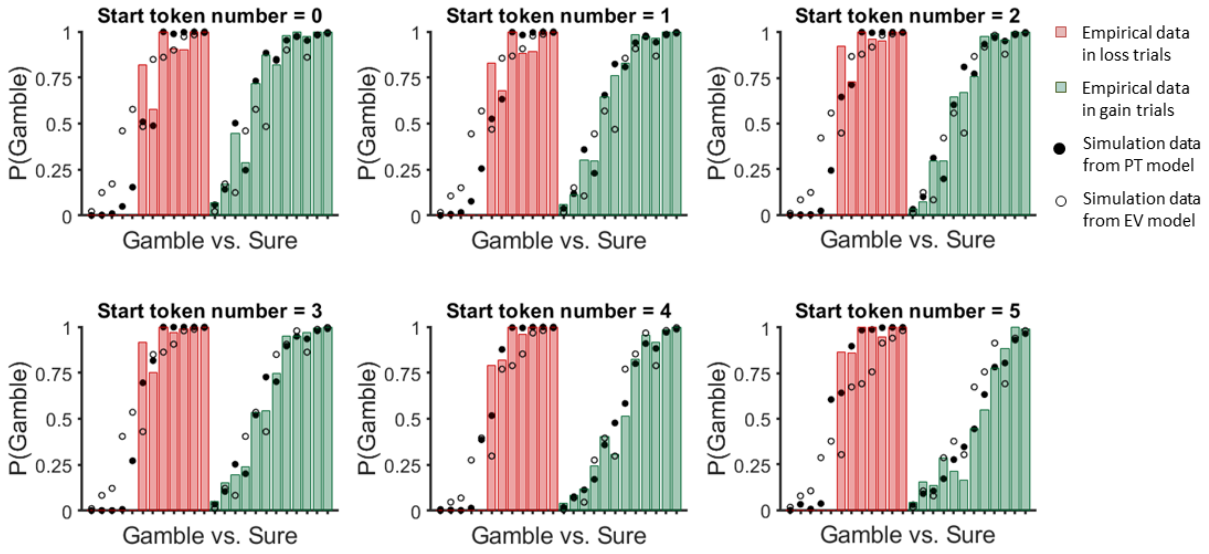 Start token number = 0
1
0.75
0.5
0.25
0
P(Gamble)
Gamble vs. Sure
Start token number = 1
1
0.75
0.5
0.25
0
P(Gamble)
Gamble vs. Sure
Start token number = 2
1
0.75
0.5
0.25
0
P(Gamble)
Gamble vs. Sure
Empirical data
in loss trials
Empirical data
in gain trials
Simulation data
from PT model
Simulation data
from EV model
Start token number = 3
1
0.75
0.5
0.25
0
P(Gamble)
Gamble vs. Sure
Start token number = 4
1
0.75
0.5
0.25
0
P(Gamble)
Gamble vs. Sure
Start token number = 5
1
0.75
0.5
0.25
0
P(Gamble)
Gamble vs. Sure